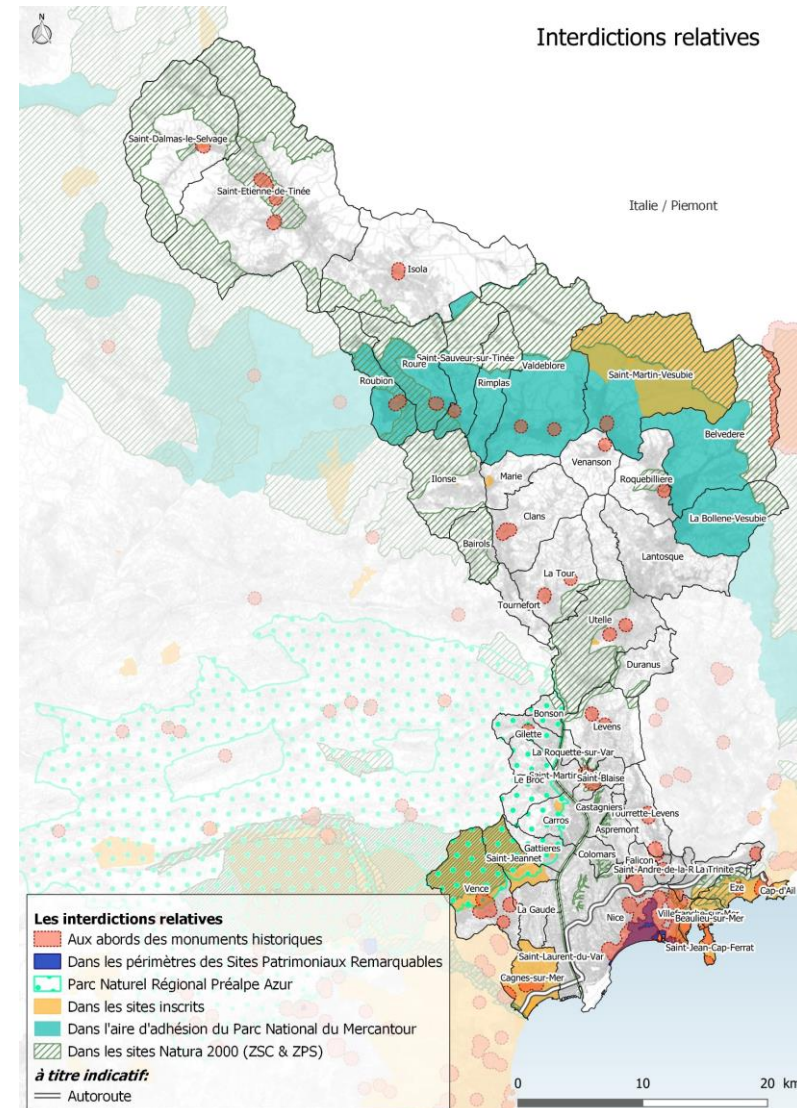 Interdictions relatives
Saint-Dalmas-le-Selvage
Saint-Etienne-de-Tinée
Italie / Piemont
Isola
Saint-Sauveur-sur-Tinée
Roure
Valdeblore
Roubion
Rimplas
Saint-Martin-Vesubie
Belvedere
Venanson
Ilonse
Marie
Roquebilliere
Clans
La Bollene-Vesubie
Bairols
Lantosque
La Tour
Tournefort
Utelle
Duranus
Bonson
Gilette
Levens
La Roquette-sur-Var
Le Broc
Saint-Martin
Saint-Blaise
Castagniers
Tourrette-Levens
Carros
Aspremont
Gattieres
Colomars
Saint-Jeannet
Falicon
Saint-Andre-de-la-R
La Trinite
Vence
Eze
Cap-d'Ail
La Gaude
Nice
Villefranche-sur-Mer
Beaulieu-sur-Mer
Saint-Jean-Cap-Ferrat
Saint-Laurent-du-Var
Cagnes-sur-Mer
Les interdictions relatives
Aux abords des monuments historiques
Dans les périmètres des Sites Patrimoniaux Remarquables
Parc Naturel Régional Préalpe Azur
Dans les sites inscrits
Dans l'aire d'adhésion du Parc National du Mercantour
Dans les sites Natura 2000 (ZSC & ZPS)
à titre indicatif:
Autoroute
0 10 20 km